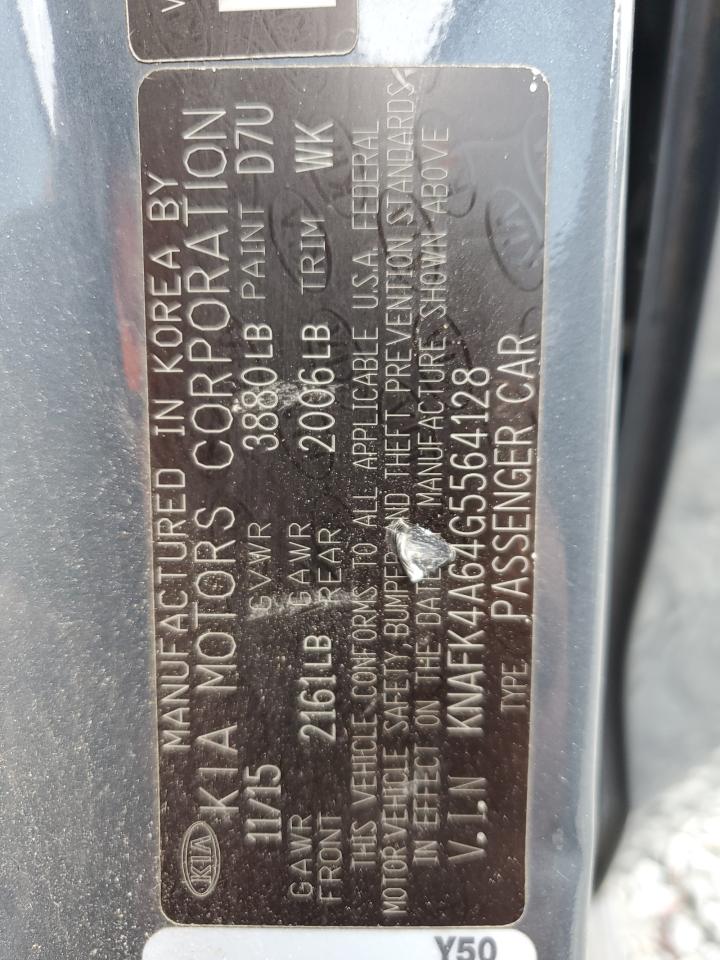 MANUFACTURED IN KOREA BY
KIA KIA MOTORS CORPORATION
11/15 GVWR 3880LB PAINT D7U
GAWR FRONT 2161LB GAWR REAR 2006LB TRIM WK
THIS VEHICLE CONFORMS TO ALL APPLICABLE U.S.A. FEDERAL
MOTOR VEHICLE SAFETY, BUMPER AND THEFT PREVENTION STANDARDS
IN EFFECT ON THE DATE MANUFACTURE SHOWN ABOVE
V.I.N KNAFK4A64G5564128
TYPE PASSENGER CAR
Y50